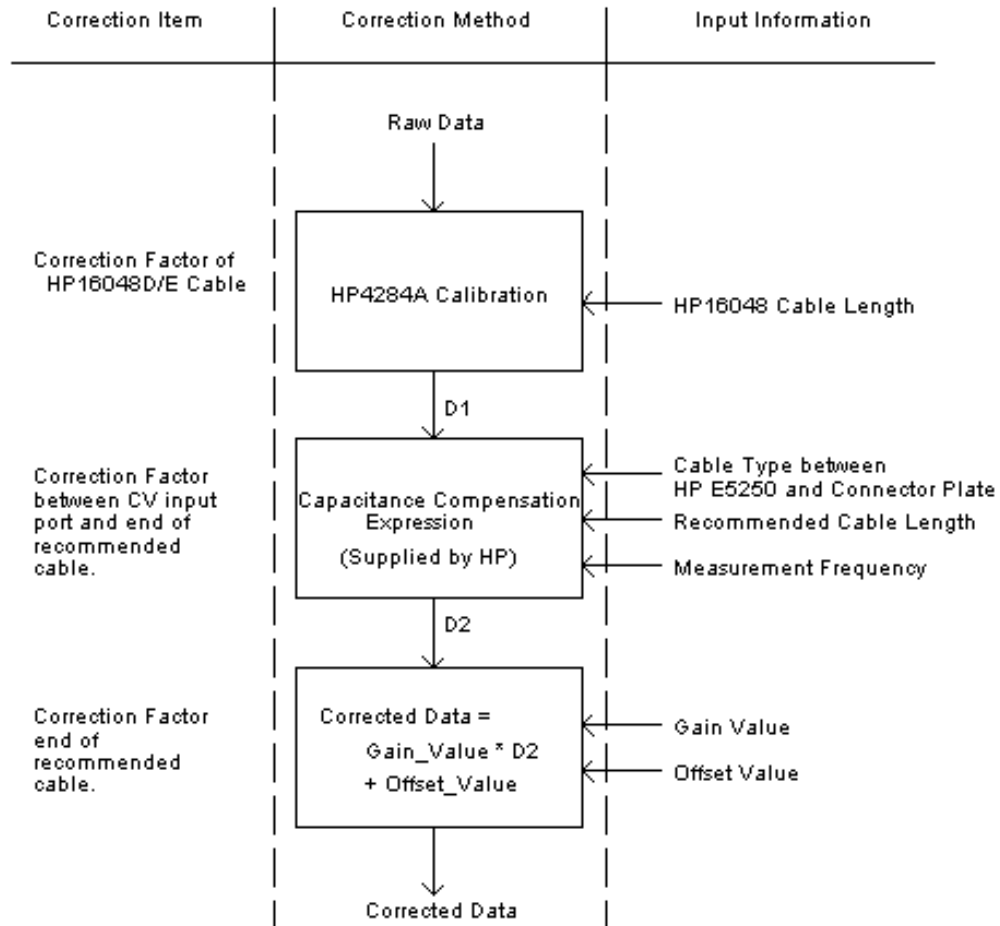 Correction Item
Correction Method
Input Information
Raw Data
Correction Factor of
HP16048D/E Cable
HP4284A Calibration
HP16048 Cable Length
D1
Correction Factor
between CV input
port and end of
recommended
cable.
Capacitance Compensation
Expression
(Supplied by HP)
Cable Type between
HP E5250 and Connector Plate
Recommended Cable Length
Measurement Frequency
D2
Correction Factor
end of
recommended
cable.
Corrected Data =
Gain_Value * D2
+ Offset_Value
Gain Value
Offset Value
Corrected Data